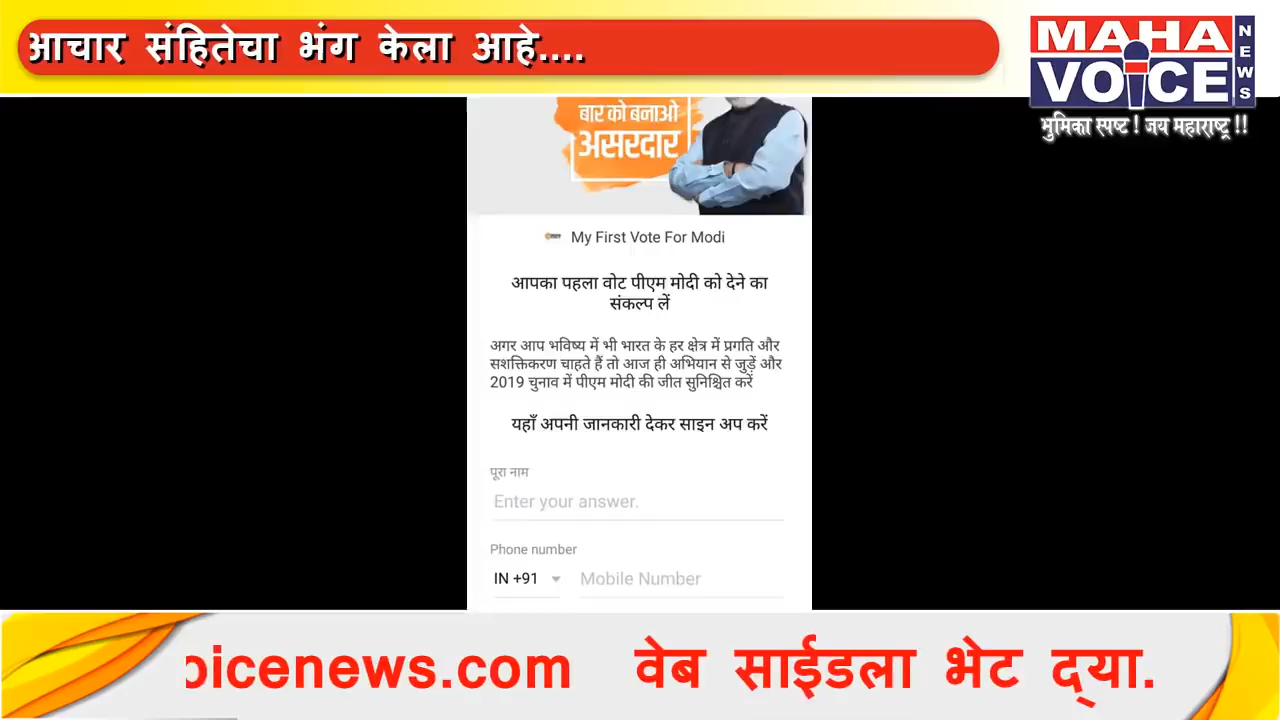 आचार संहितेचा भंग केला आहे....
MAHA
VOICE
NEWS
भुमिका स्पष्ट ! जय महाराष्ट्र !!
बार को बनाओ
असरदार
My First Vote For Modi
आपका पहला वोट पीएम मोदी को देने का
संकल्प लें
अगर आप भविष्य में भी भारत के हर क्षेत्र में प्रगति और
सशक्तिकरण चाहते हैं तो आज ही अभियान से जुड़ें और
2019 चुनाव में पीएम मोदी की जीत सुनिश्चित करें
यहाँ अपनी जानकारी देकर साइन अप करें
पूरा नाम
Enter your answer.
Phone number
IN +91 Mobile Number
oicenews.com वेब साईडला भेट द्या.